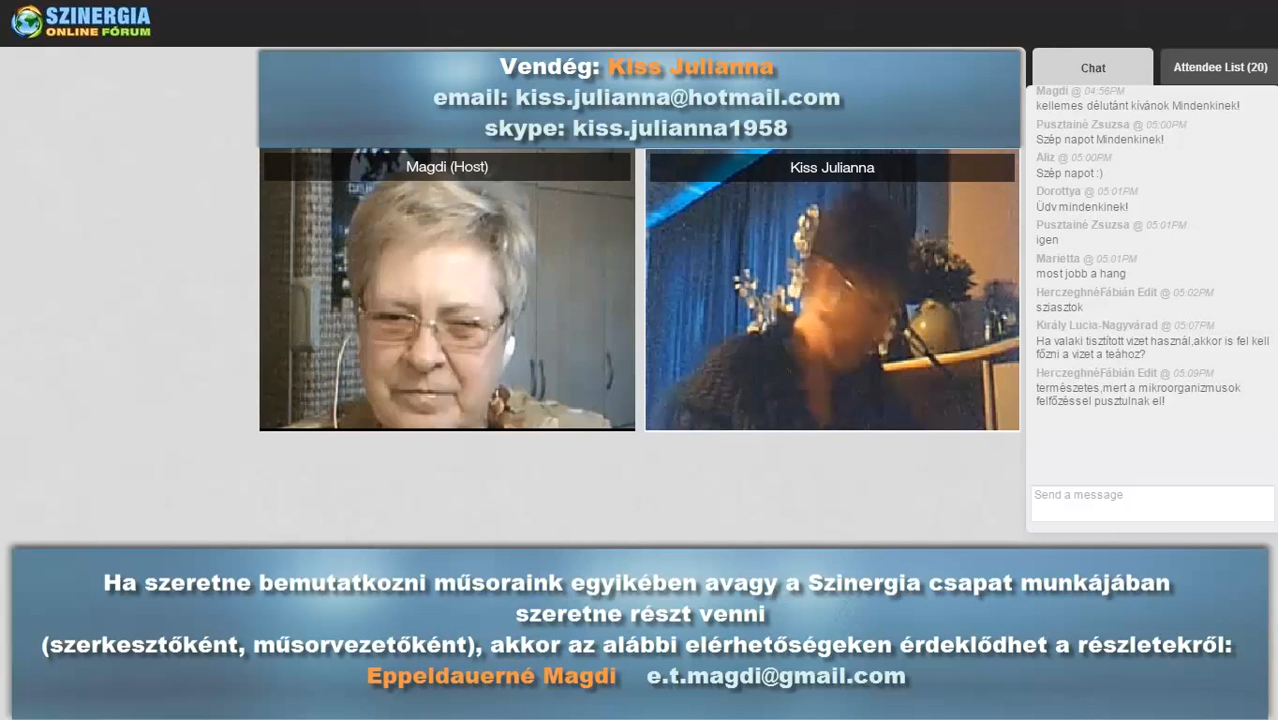 SZINERGIA
ONLINE FÓRUM
Vendég: Kiss Julianna
email: kiss.julianna@hotmail.com
skype: kiss.julianna1958
Magdi (Host)
Kiss Julianna
Chat
Attendee List (20)
Magdi @ 04:56PM
kellemes délutánt kívánok Mindenkinek!
Pusztainé Zsuzsa @ 05:00PM
Szép napot Mindenkinek!
Aliz @ 05:00PM
Szép napot :)
Dorottya @ 05:01PM
Üdv mindenkinek!
Pusztainé Zsuzsa @ 05:01PM
igen
Marietta @ 05:01PM
most jobb a hang
HerczeghnéFábián Edit @ 05:02PM
sziasztok
Király Lucia-Nagyvárad @ 05:07PM
Ha valaki tisztított vizet használ,akkor is fel kell
főzni a vizet a teához?
HerczeghnéFábián Edit @ 05:09PM
természetes,mert a mikroorganizmusok
felfőzéssel pusztulnak el!
Send a message
Ha szeretne bemutatkozni műsoraink egyikében avagy a Szinergia csapat munkájában
szeretne részt venni
(szerkesztőként, műsorvezetőként), akkor az alábbi elérhetőségeken érdeklődhet a részletekről:
Eppeldauerné Magdi e.t.magdi@gmail.com